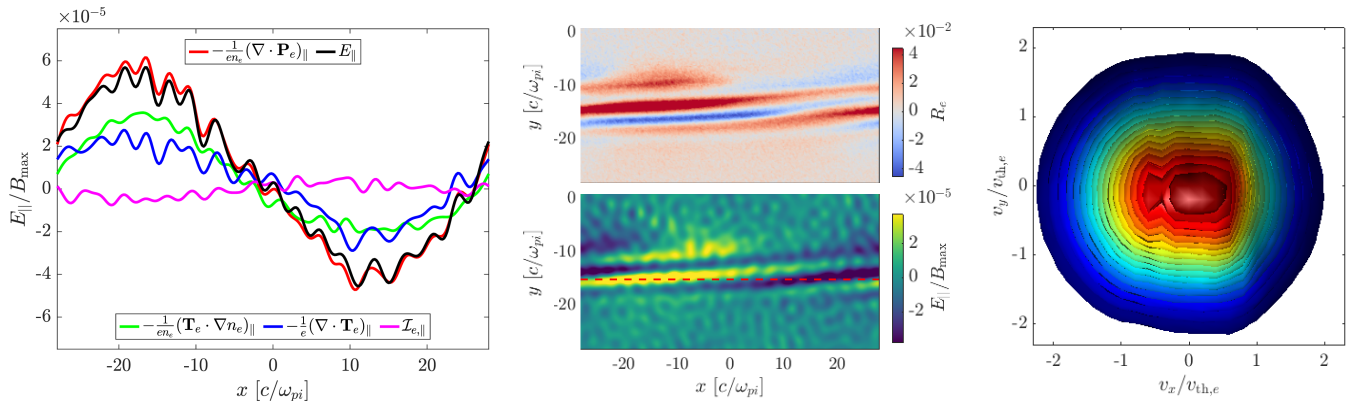 ×10⁻⁵
−1/(en_e)(∇ · P_e)_∥ E_∥
6
4
2
0
-2
-4
-6
E_∥/B_max
−1/(en_e)(T_e · ∇n_e)_∥ −1/e(∇ · T_e)_∥ I_e,∥
-20 -10 0 10 20
x [c/ω_pi]
×10⁻²
0
-10
-20
y [c/ω_pi]
4
2
0
-2
-4
R_e
×10⁻⁵
0
-10
-20
y [c/ω_pi]
2
0
-2
E_∥/B_max
-20 -10 0 10 20
x [c/ω_pi]
2
1
0
-1
-2
v_y/v_th,e
-2 -1 0 1 2
v_x/v_th,e